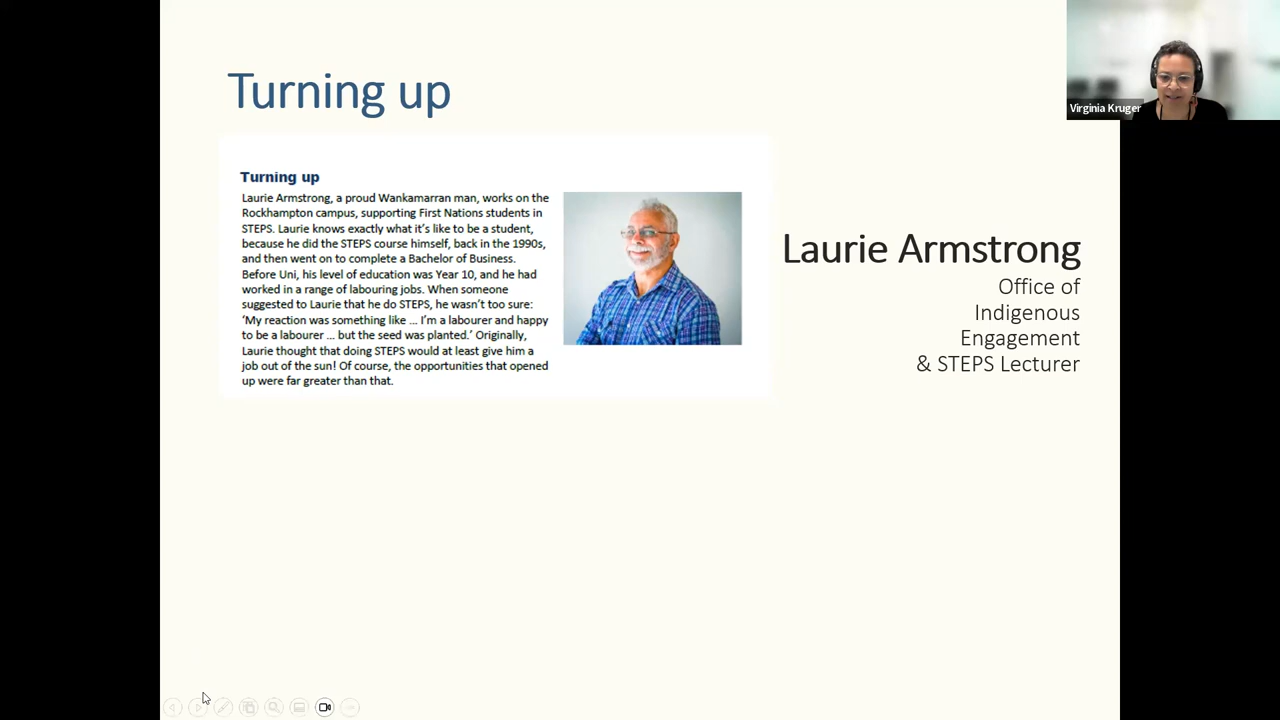 Turning up
Virginia Kruger
Turning up
Laurie Armstrong, a proud Wankamarran man, works on the
Rockhampton campus, supporting First Nations students in
STEPS. Laurie knows exactly what it's like to be a student,
because he did the STEPS course himself, back in the 1990s,
and then went on to complete a Bachelor of Business.
Before Uni, his level of education was Year 10, and he had
worked in a range of labouring jobs. When someone
suggested to Laurie that he do STEPS, he wasn't too sure:
'My reaction was something like ... I'm a labourer and happy
to be a labourer ... but the seed was planted.' Originally,
Laurie thought that doing STEPS would at least give him a
job out of the sun! Of course, the opportunities that opened
up were far greater than that.
Laurie Armstrong
Office of
Indigenous
Engagement
& STEPS Lecturer